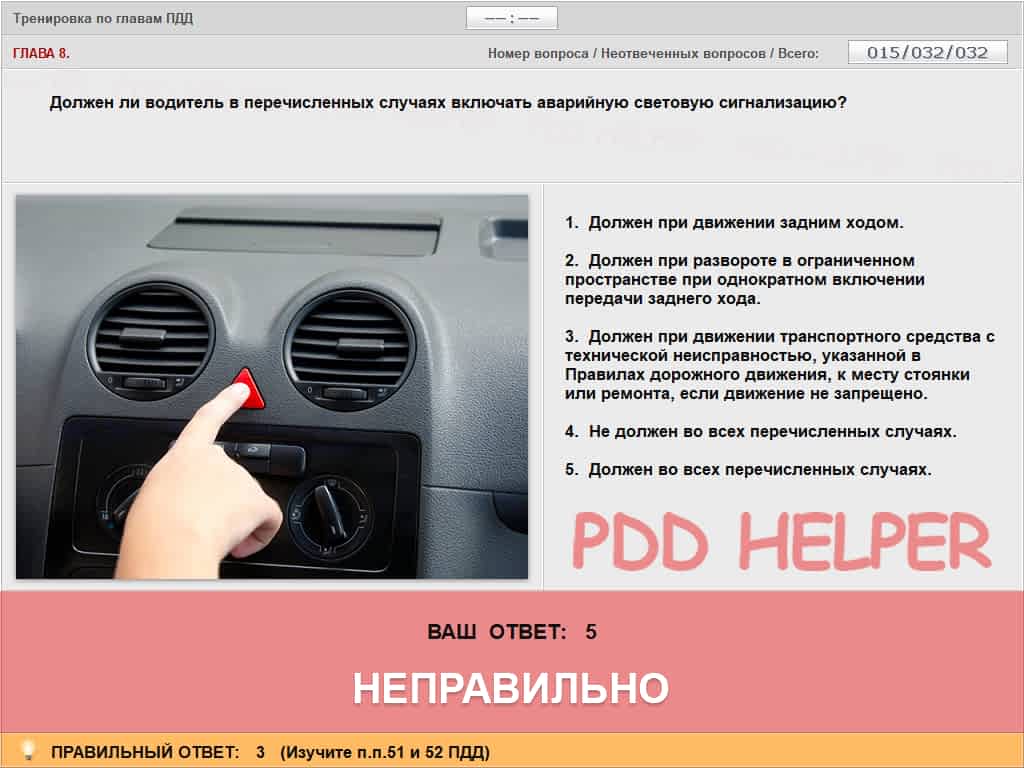 Тренировка по главам ПДД
—— : ——
ГЛАВА 8.
Номер вопроса / Неотвеченных вопросов / Всего:
015/032/032
Должен ли водитель в перечисленных случаях включать аварийную световую сигнализацию?
1. Должен при движении задним ходом.
2. Должен при развороте в ограниченном
пространстве при однократном включении
передачи заднего хода.
3. Должен при движении транспортного средства с
технической неисправностью, указанной в
Правилах дорожного движения, к месту стоянки
или ремонта, если движение не запрещено.
4. Не должен во всех перечисленных случаях.
5. Должен во всех перечисленных случаях.
PDD HELPER
ВАШ ОТВЕТ: 5
НЕПРАВИЛЬНО
ПРАВИЛЬНЫЙ ОТВЕТ: 3 (Изучите п.п.51 и 52 ПДД)